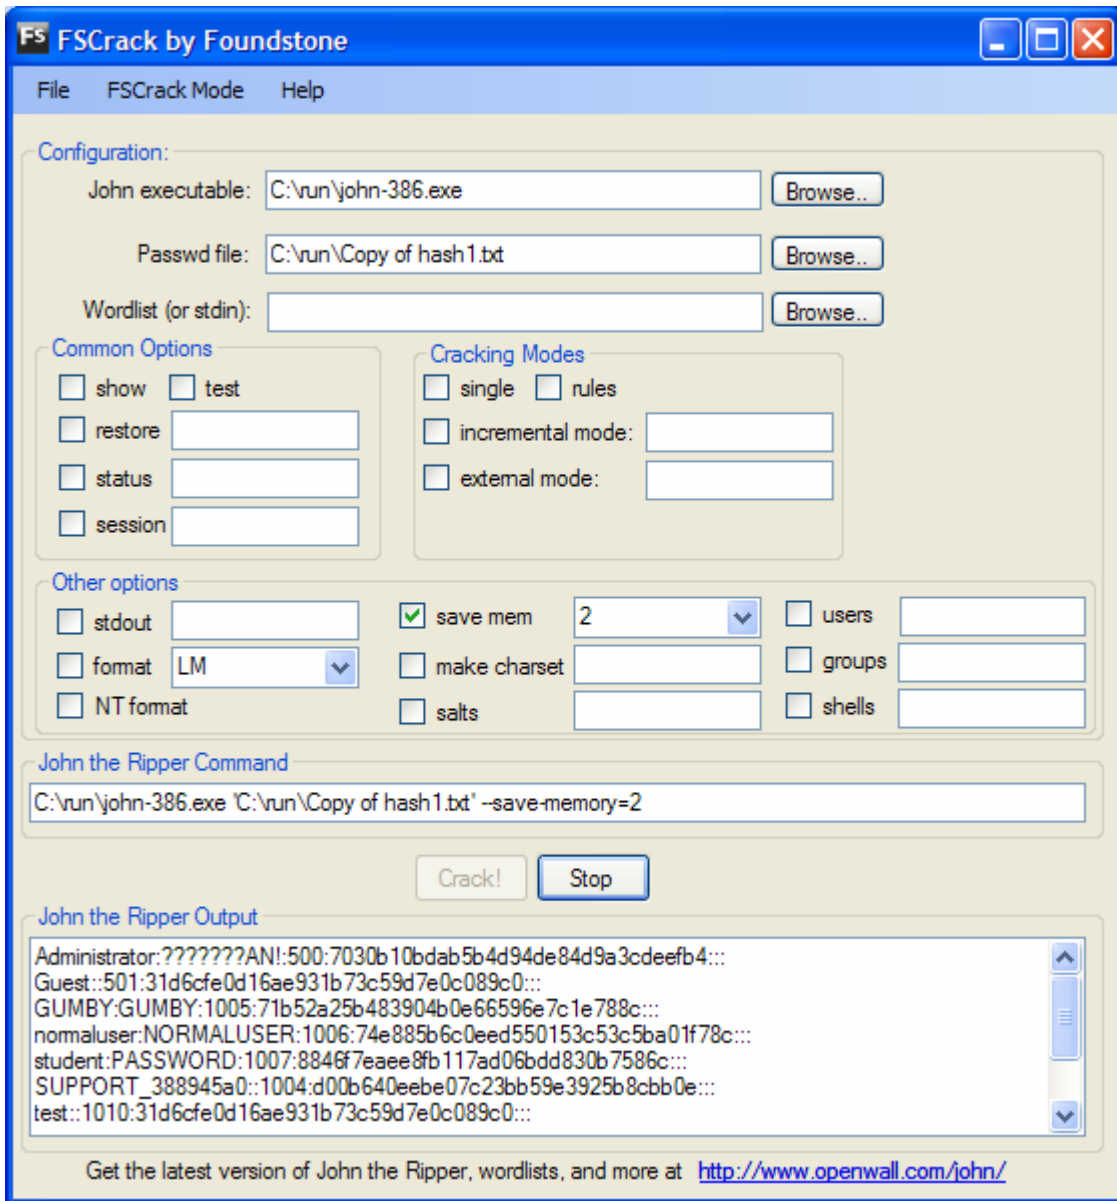 FS FSCrack by Foundstone
File FSCrack Mode Help
Configuration:
John executable: C:\run\john-386.exe Browse..
Passwd file: C:\run\Copy of hash1.txt Browse..
Wordlist (or stdin): Browse..
Common Options
show test
restore
status
session
Cracking Modes
single rules
incremental mode:
external mode:
Other options
stdout
format LM
NT format
save mem 2
make charset
salts
users
groups
shells
John the Ripper Command
C:\run\john-386.exe "C:\run\Copy of hash1.txt" --save-memory=2
Crack! Stop
John the Ripper Output
Administrator:???????AN!:500:7030b10bdab5b4d94de84d9a3cdeefb4:::
Guest::501:31d6cfe0d16ae931b73c59d7e0c089c0:::
GUMBY:GUMBY:1005:71b52a25b483904b0e66596e7c1e788c:::
normaluser:NORMALUSER:1006:74e885b6c0eed550153c53c5ba01f78c:::
student:PASSWORD:1007:8846f7eaee8fb117ad06bdd830b7586c:::
SUPPORT_388945a0::1004:d00b640eebe07c23bb59e3925b8cbb0e:::
test::1010:31d6cfe0d16ae931b73c59d7e0c089c0:::
Get the latest version of John the Ripper, wordlists, and more at http://www.openwall.com/john/